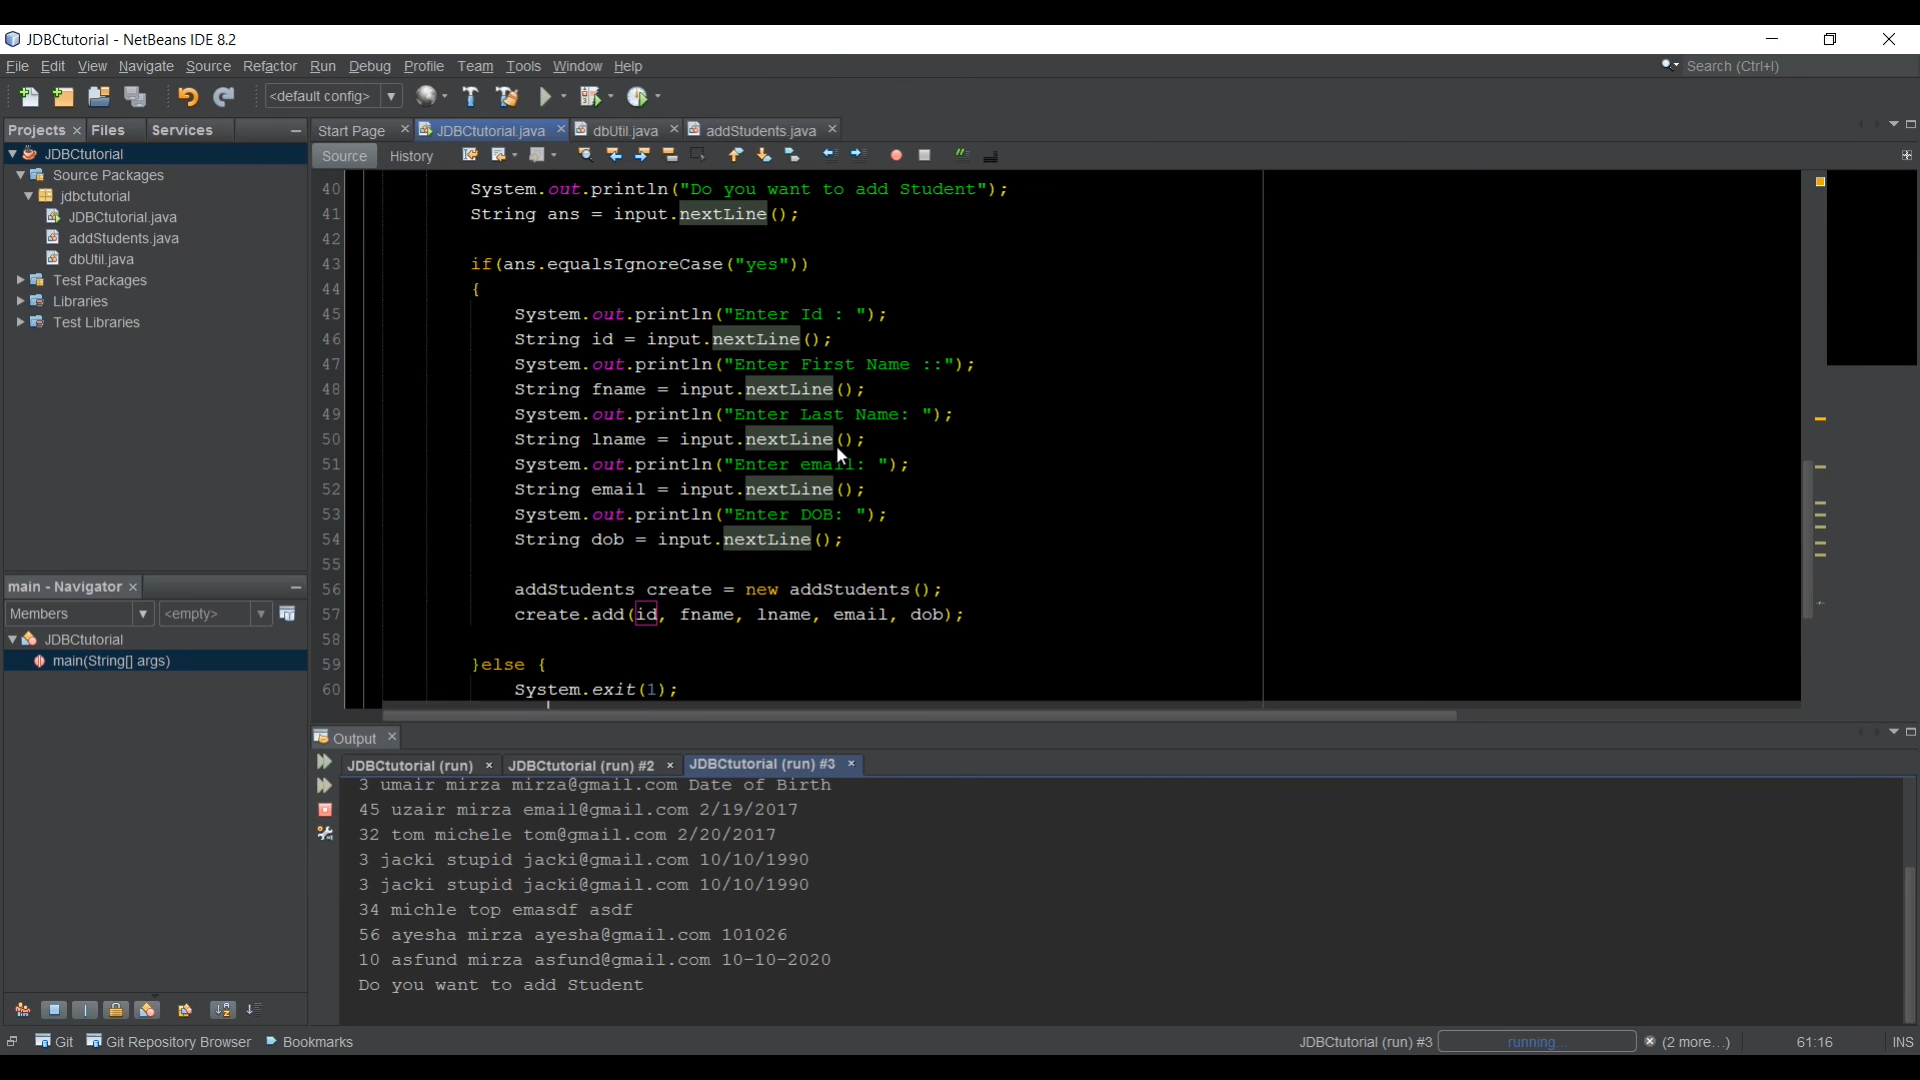 JDBCtutorial - NetBeans IDE 8.2
File Edit View Navigate Source Refactor Run Debug Profile Team Tools Window Help
Search (Ctrl+I)
<default config>
Projects Files Services
Start Page JDBCtutorial.java dbUtil.java addStudents.java
Source History
JDBCtutorial
Source Packages
jdbctutorial
JDBCtutorial.java
addStudents.java
dbUtil.java
Test Packages
Libraries
Test Libraries
40 System.out.println("Do you want to add Student");
41 String ans = input.nextLine();
42
43 if(ans.equalsIgnoreCase("yes"))
44 {
45 System.out.println("Enter Id : ");
46 String id = input.nextLine();
47 System.out.println("Enter First Name ::");
48 String fname = input.nextLine();
49 System.out.println("Enter Last Name: ");
50 String lname = input.nextLine();
51 System.out.println("Enter email: ");
52 String email = input.nextLine();
53 System.out.println("Enter DOB: ");
54 String dob = input.nextLine();
55
56 addStudents create = new addStudents();
57 create.add(id, fname, lname, email, dob);
58
59 }else {
60 System.exit(1);
main - Navigator
Members <empty>
JDBCtutorial
main(String[] args)
Output
JDBCtutorial (run) JDBCtutorial (run) #2 JDBCtutorial (run) #3
3 umair mirza mirza@gmail.com Date of Birth
45 uzair mirza email@gmail.com 2/19/2017
32 tom michele tom@gmail.com 2/20/2017
3 jacki stupid jacki@gmail.com 10/10/1990
3 jacki stupid jacki@gmail.com 10/10/1990
34 michle top emasdf asdf
56 ayesha mirza ayesha@gmail.com 101026
10 asfund mirza asfund@gmail.com 10-10-2020
Do you want to add Student
Git Git Repository Browser Bookmarks
JDBCtutorial (run) #3 running... (2 more...) 61:16 INS